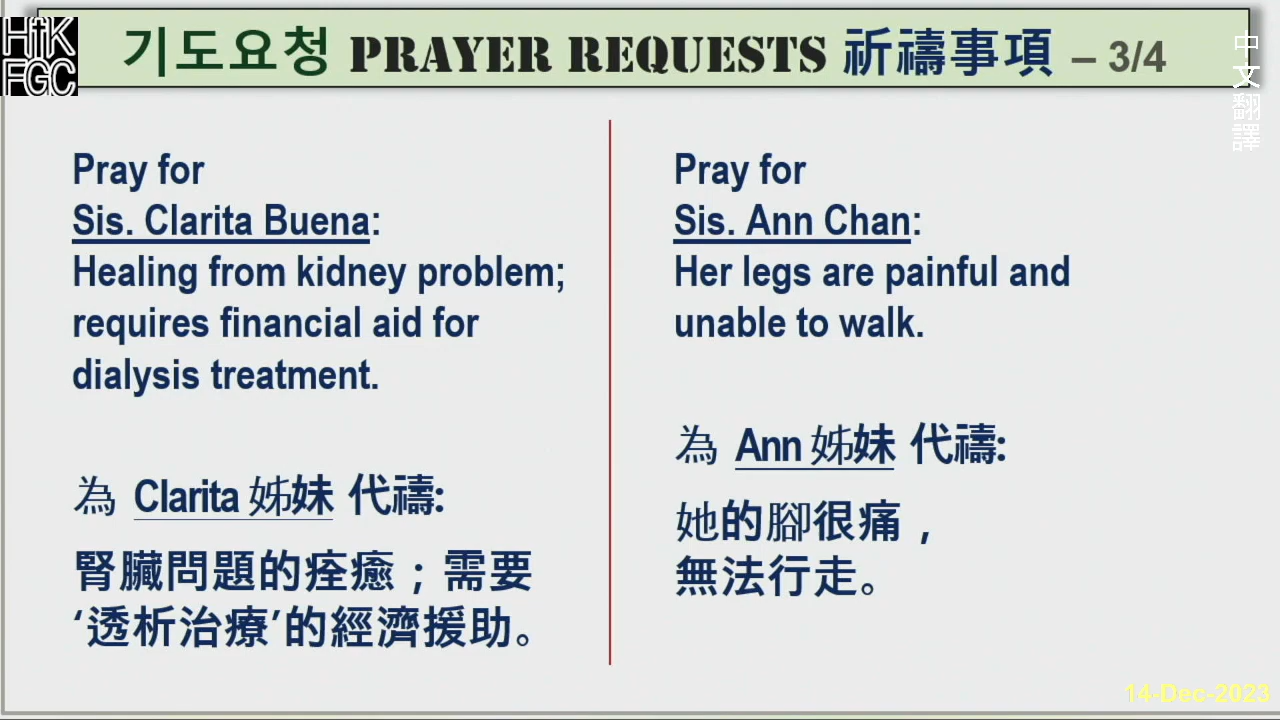 HfK
FGC
기도요청 PRAYER REQUESTS 祈禱事項 – 3/4
中文翻譯
Pray for
Sis. Clarita Buena:
Healing from kidney problem;
requires financial aid for
dialysis treatment.
為 Clarita 姊妹 代禱:
腎臟問題的痊癒；需要
‘透析治療’的經濟援助。
Pray for
Sis. Ann Chan:
Her legs are painful and
unable to walk.
為 Ann 姊妹 代禱:
她的腳很痛，
無法行走。
14-Dec-2023